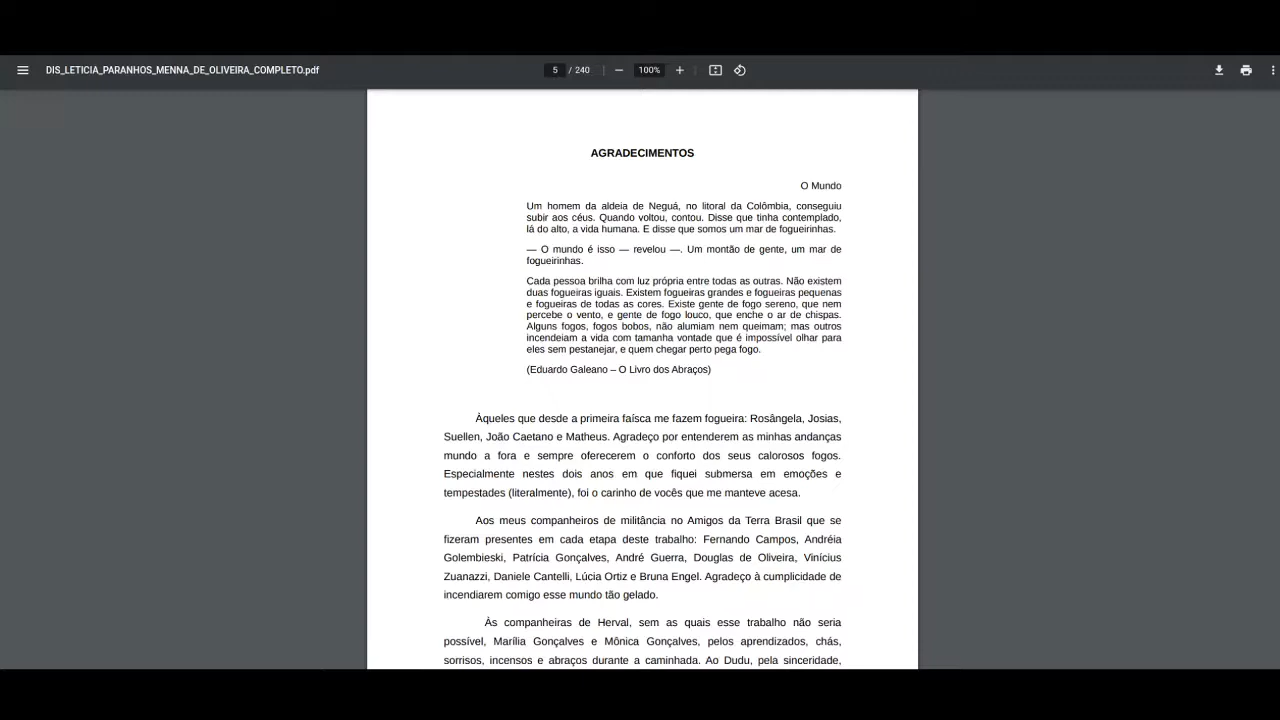 DIS_LETICIA_PARANHOS_MENNA_DE_OLIVEIRA_COMPLETO.pdf
5 / 240
100%
AGRADECIMENTOS
O Mundo
Um homem da aldeia de Neguá, no litoral da Colômbia, conseguiu
subir aos céus. Quando voltou, contou. Disse que tinha contemplado,
lá do alto, a vida humana. E disse que somos um mar de fogueirinhas.
— O mundo é isso — revelou —. Um montão de gente, um mar de
fogueirinhas.
Cada pessoa brilha com luz própria entre todas as outras. Não existem
duas fogueiras iguais. Existem fogueiras grandes e fogueiras pequenas
e fogueiras de todas as cores. Existe gente de fogo sereno, que nem
percebe o vento, e gente de fogo louco, que enche o ar de chispas.
Alguns fogos, fogos bobos, não alumiam nem queimam; mas outros
incendeiam a vida com tamanha vontade que é impossível olhar para
eles sem pestanejar, e quem chegar perto pega fogo.
(Eduardo Galeano – O Livro dos Abraços)
Àqueles que desde a primeira faísca me fazem fogueira: Rosângela, Josias,
Suellen, João Caetano e Matheus. Agradeço por entenderem as minhas andanças
mundo a fora e sempre oferecerem o conforto dos seus calorosos fogos.
Especialmente nestes dois anos em que fiquei submersa em emoções e
tempestades (literalmente), foi o carinho de vocês que me manteve acesa.
Aos meus companheiros de militância no Amigos da Terra Brasil que se
fizeram presentes em cada etapa deste trabalho: Fernando Campos, Andréia
Golembieski, Patrícia Gonçalves, André Guerra, Douglas de Oliveira, Vinícius
Zuanazzi, Daniele Cantelli, Lúcia Ortiz e Bruna Engel. Agradeço à cumplicidade de
incendiarem comigo esse mundo tão gelado.
Às companheiras de Herval, sem as quais esse trabalho não seria
possível, Marília Gonçalves e Mônica Gonçalves, pelos aprendizados, chás,
sorrisos, incensos e abraços durante a caminhada. Ao Dudu, pela sinceridade,